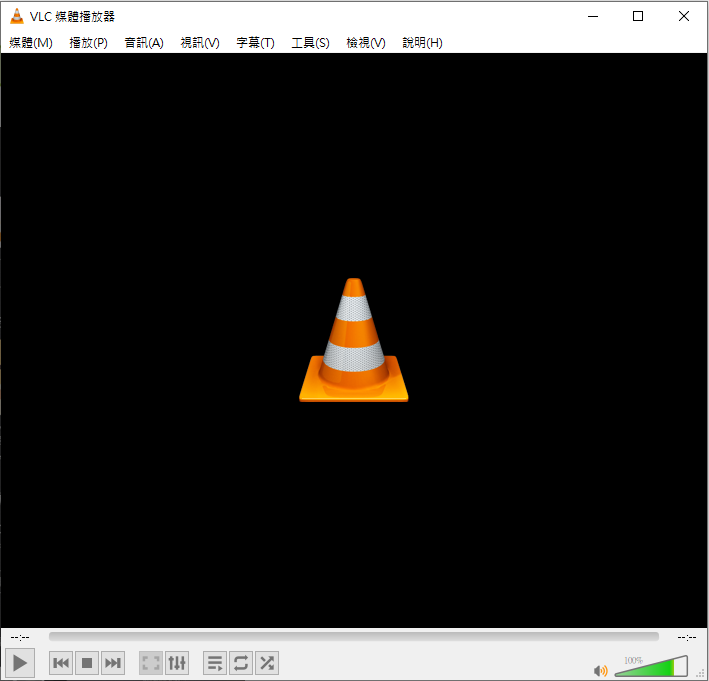 VLC 媒體播放器
媒體(M) 播放(P) 音訊(A) 視訊(V) 字幕(T) 工具(S) 檢視(V) 說明(H)
--:-- --:--
100%